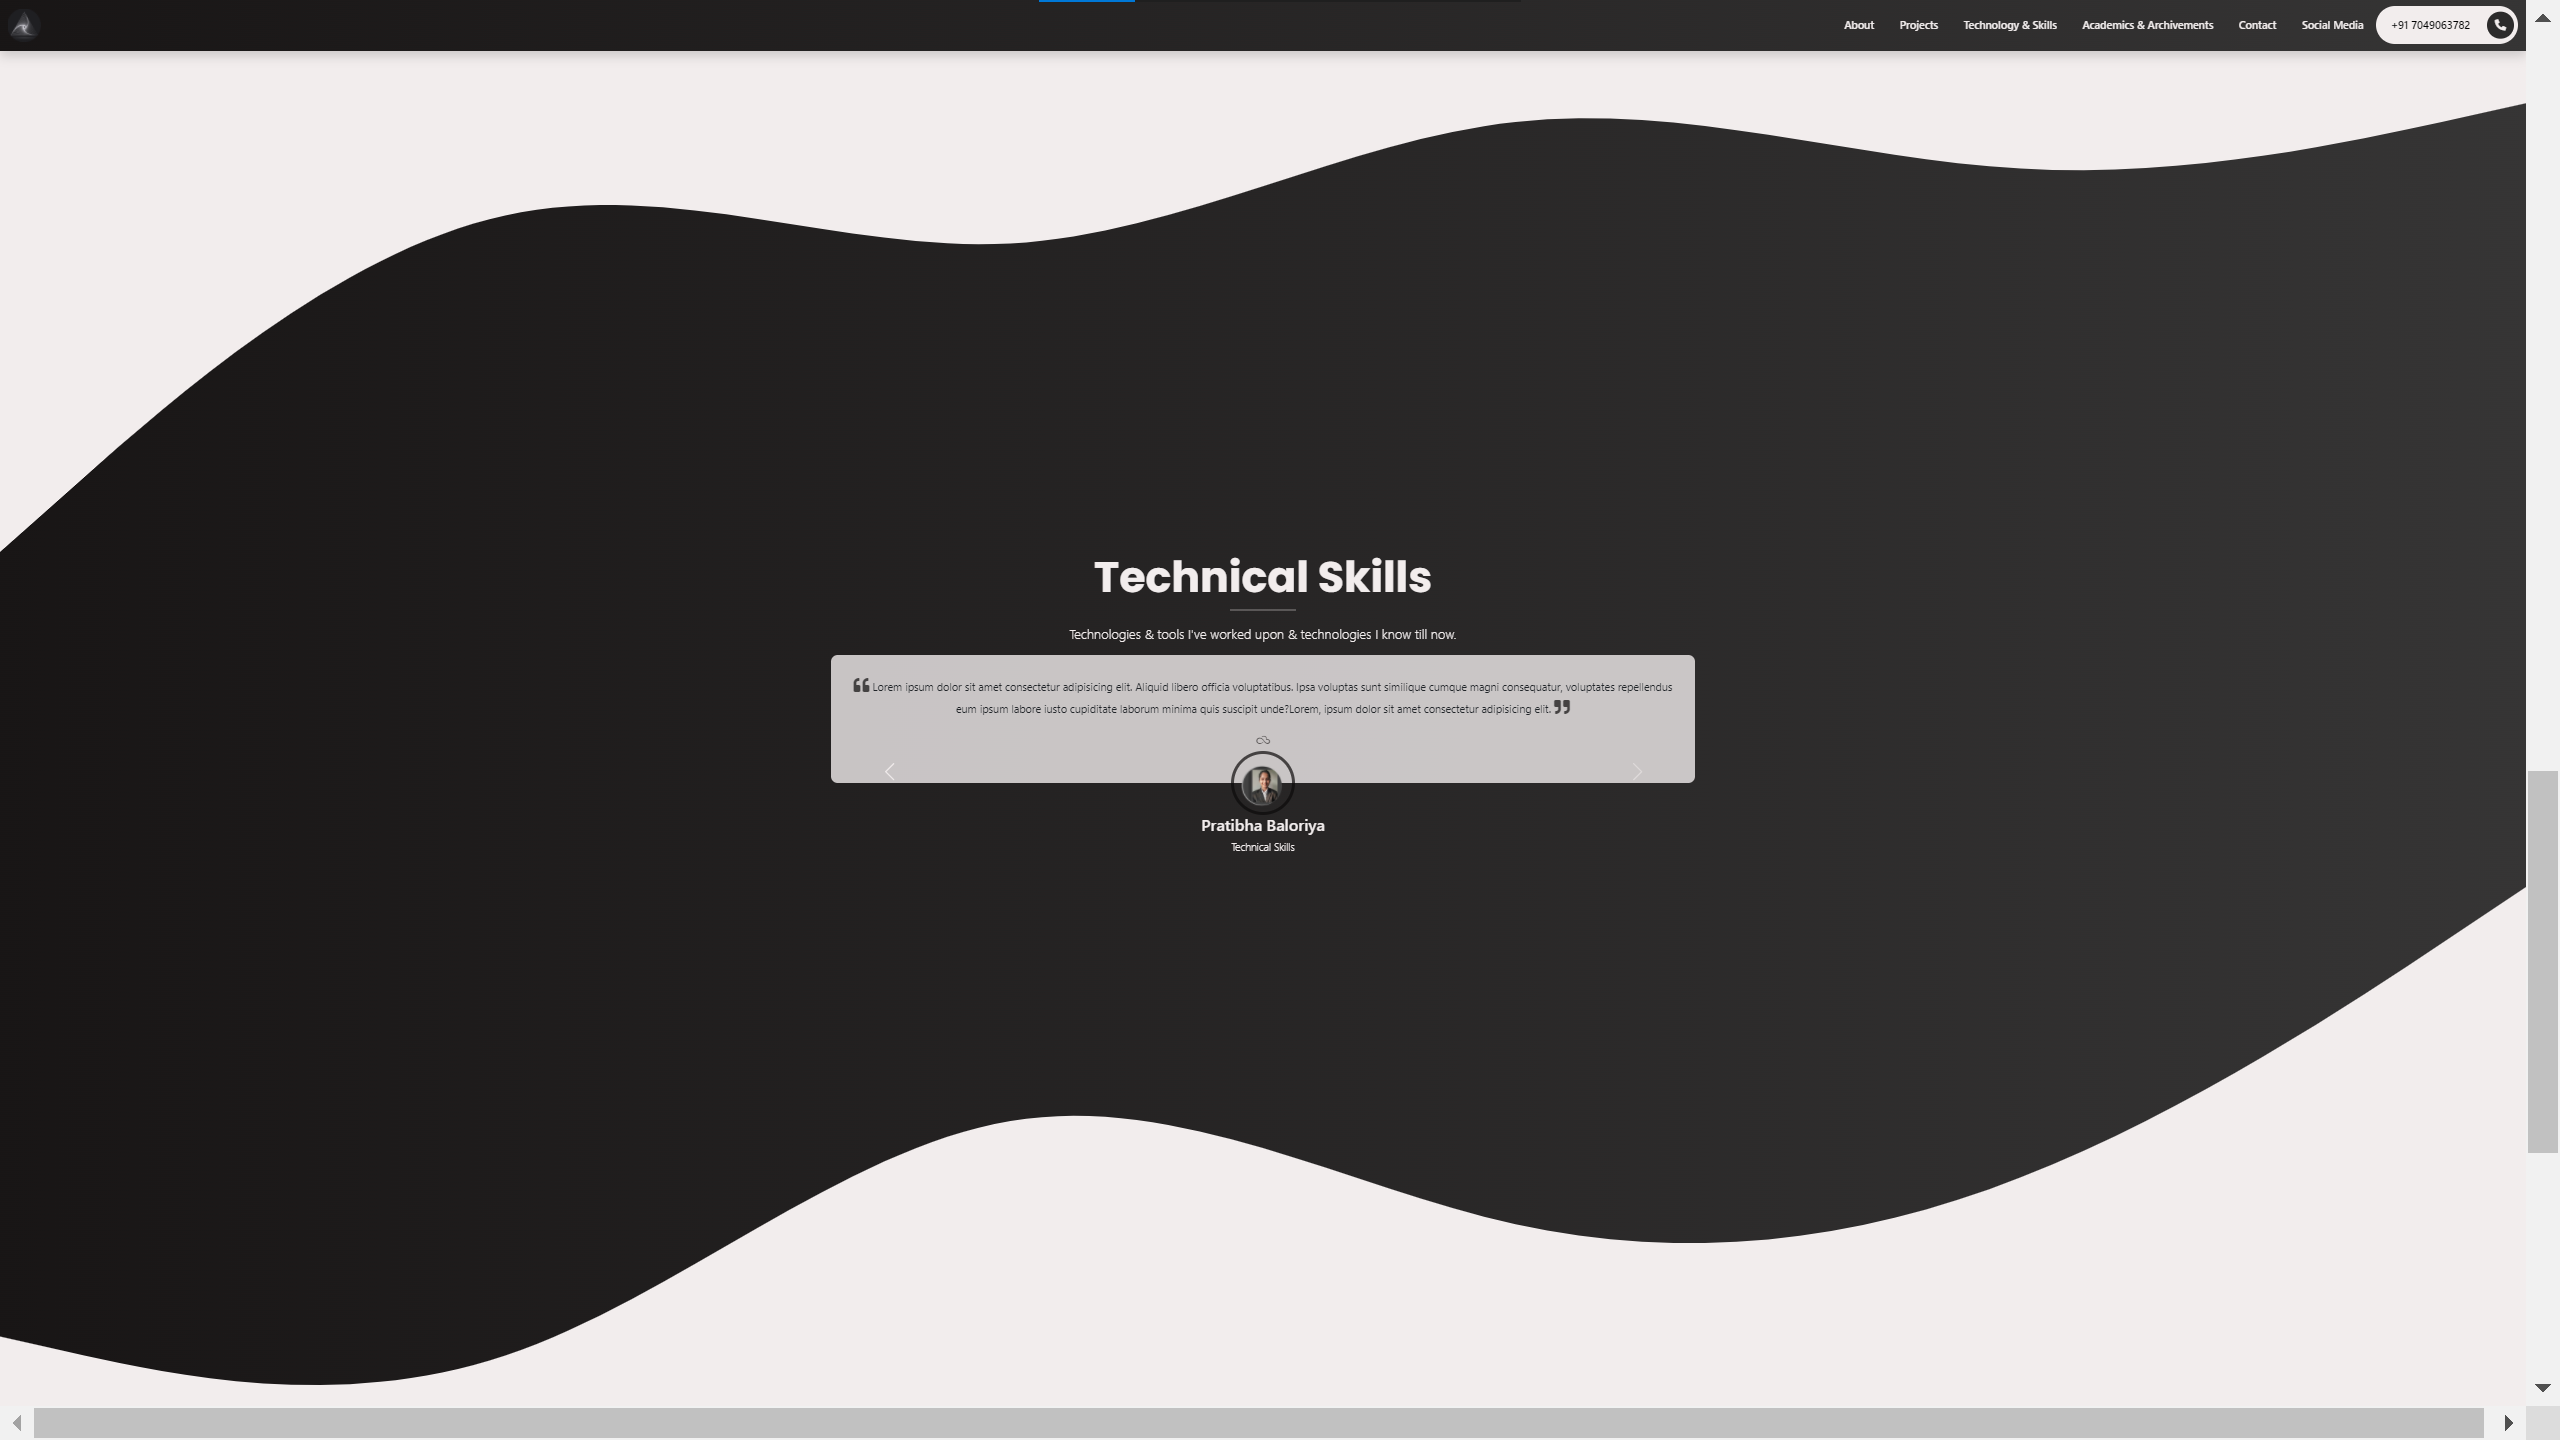 About Projects Technology & Skills Academics & Archivements Contact Social Media +91 7049063782
Technical Skills
Technologies & tools I've worked upon & technologies I know till now.
❝ Lorem ipsum dolor sit amet consectetur adipisicing elit. Aliquid libero officia voluptatibus. Ipsa voluptas sunt similique cumque magni consequatur, voluptates repellendus
eum ipsum labore iusto cupiditate laborum minima quis suscipit unde?Lorem, ipsum dolor sit amet consectetur adipisicing elit. ❞
Pratibha Baloriya
Technical Skills